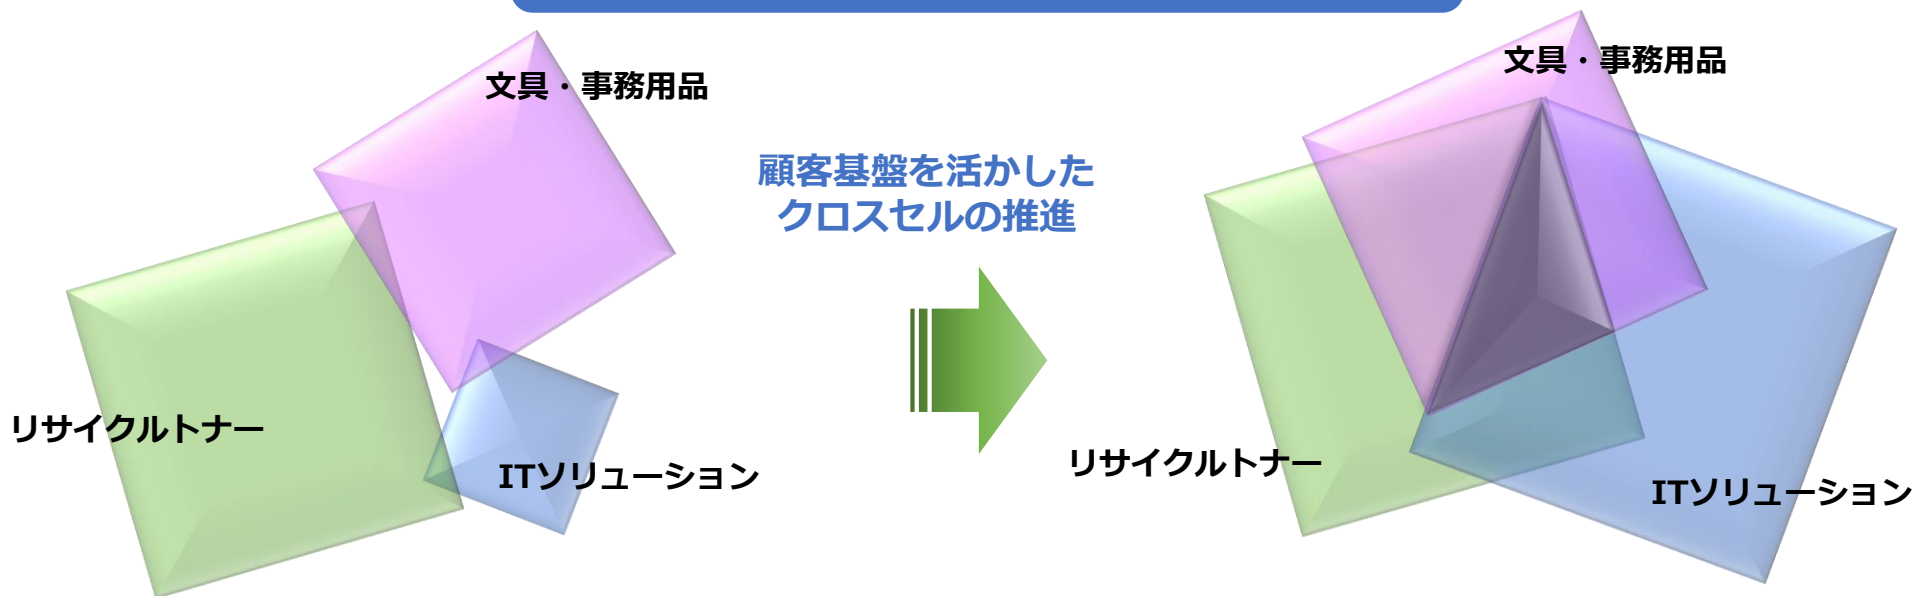 文具・事務用品
リサイクルトナー
ITソリューション
顧客基盤を活かした
クロスセルの推進
文具・事務用品
リサイクルトナー
ITソリューション